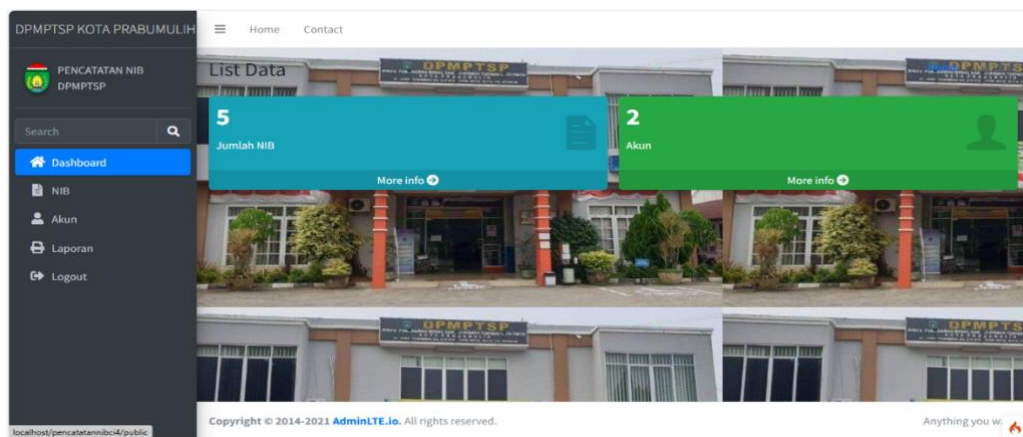 DPMPTSP KOTA PRABUMULIH
Home Contact
PENCATATAN NIB
DPMPTSP
Search
Dashboard
NIB
Akun
Laporan
Logout
List Data
DPMPTSP
5
Jumlah NIB
More info
2
Akun
More info
DPMPTSP
DPMPTS
Copyright © 2014-2021 AdminLTE.io. All rights reserved.
Anything you w
localhost/pencatatannibci4/public